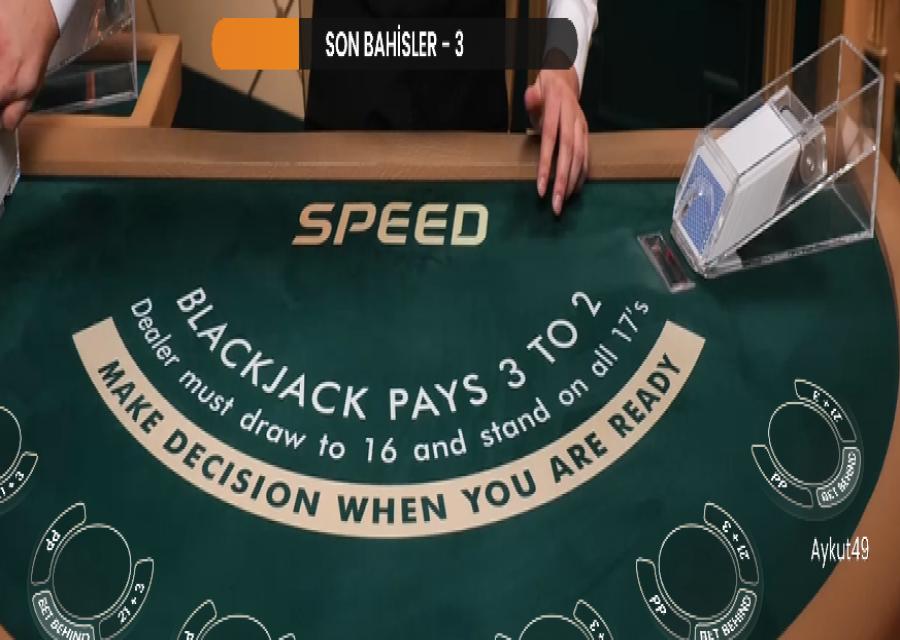 SON BAHİSLER - 3
SPEED
BLACKJACK PAYS 3 TO 2
Dealer must draw to 16 and stand on all 17's
MAKE DECISION WHEN YOU ARE READY
21 + 3
PP
BET BEHIND
Aykut49
PP
21 + 3
BET BEHIND
21 + 3
PP
BET BEHIND